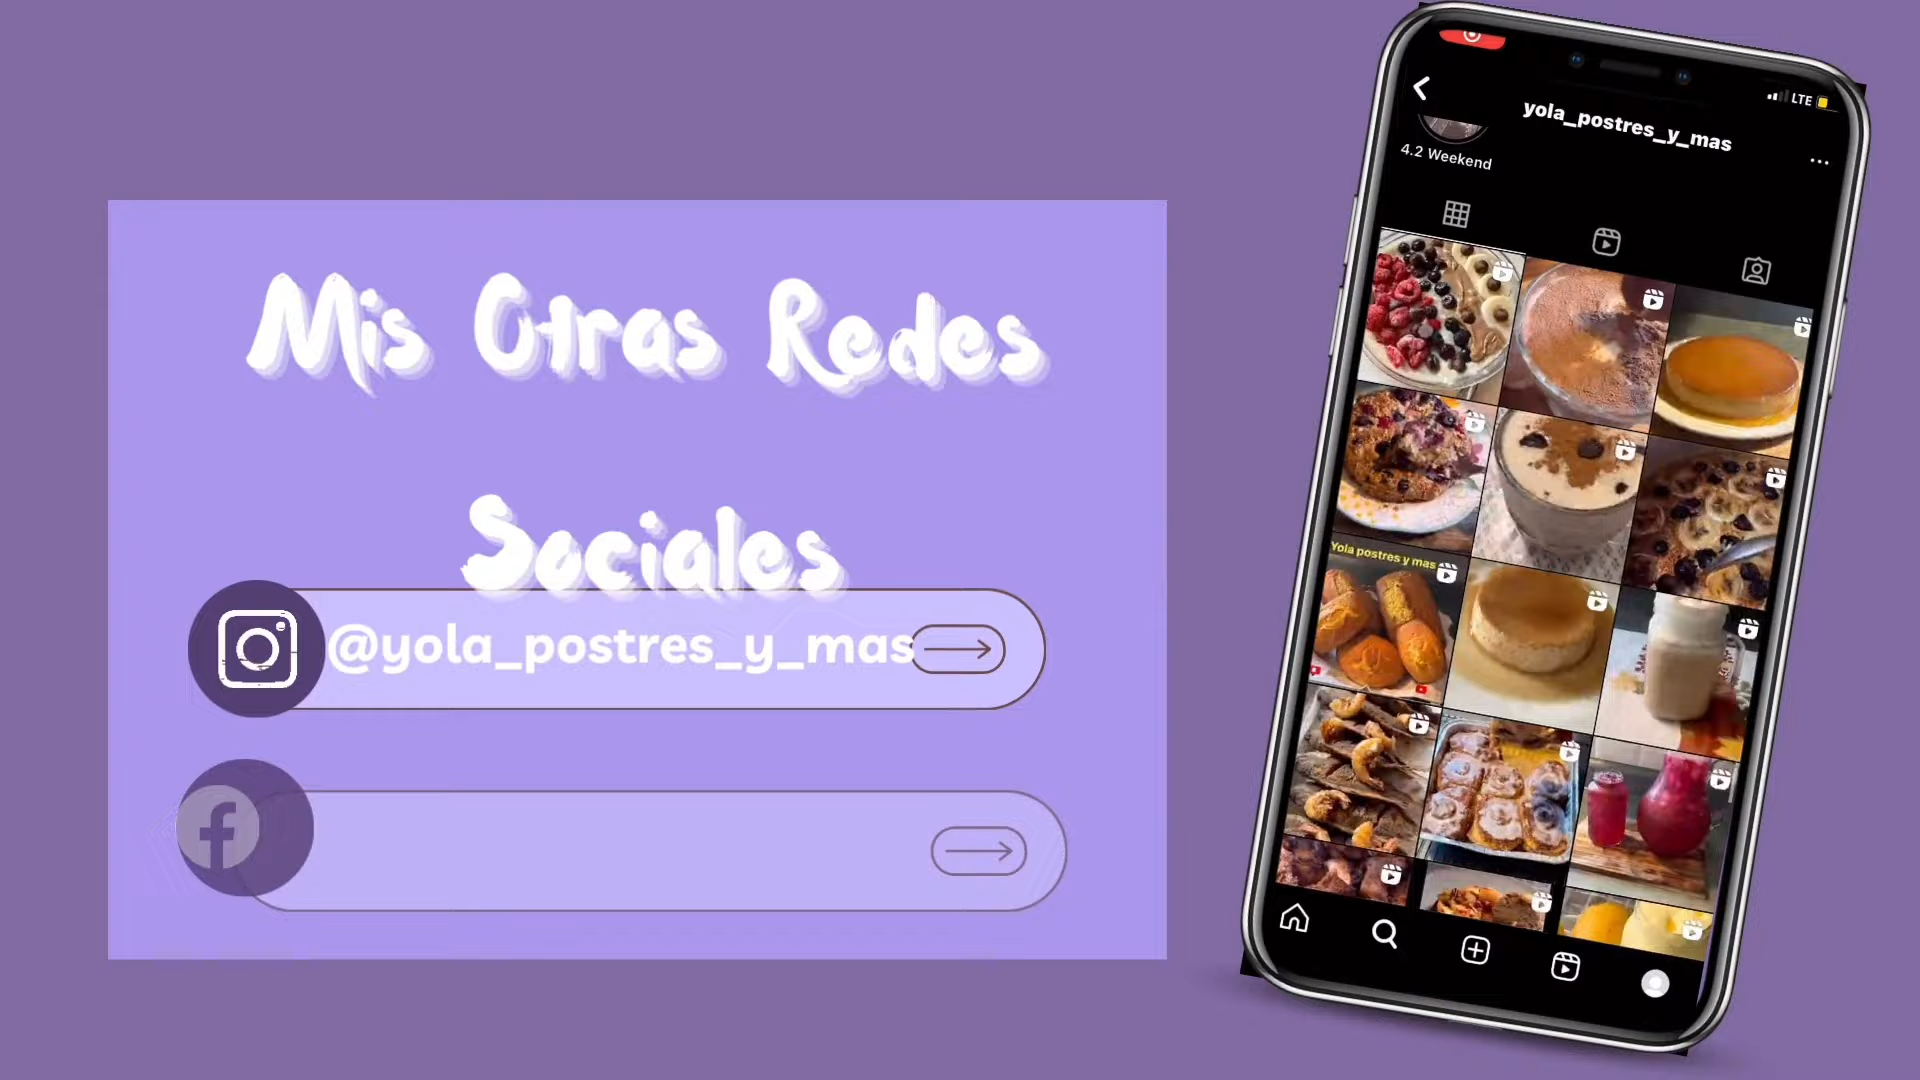 Mis Otras Redes
Sociales
@yola_postres_y_mas
LTE
yola_postres_y_mas
4.2 Weekend
Yola postres y mas